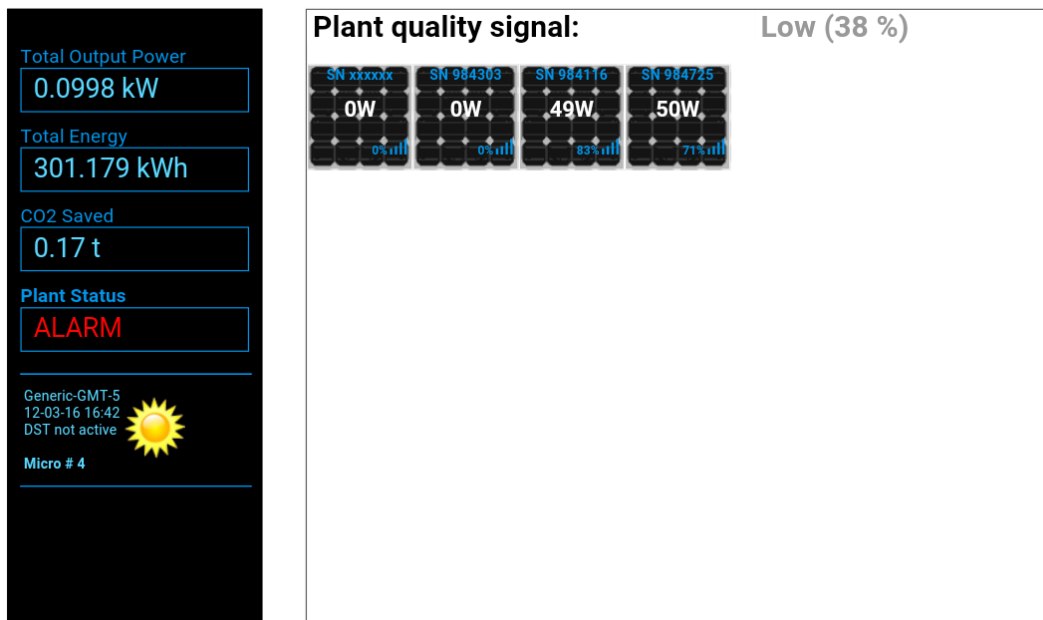 Total Output Power
0.0998 kW
Total Energy
301.179 kWh
CO2 Saved
0.17 t
Plant Status
ALARM
Generic-GMT-5
12-03-16 16:42
DST not active
Micro # 4
Plant quality signal: Low (38 %)
SN xxxxxx SN 984303 SN 984116 SN 984725
0W 0W 49W 50W
0% 0% 83% 71%